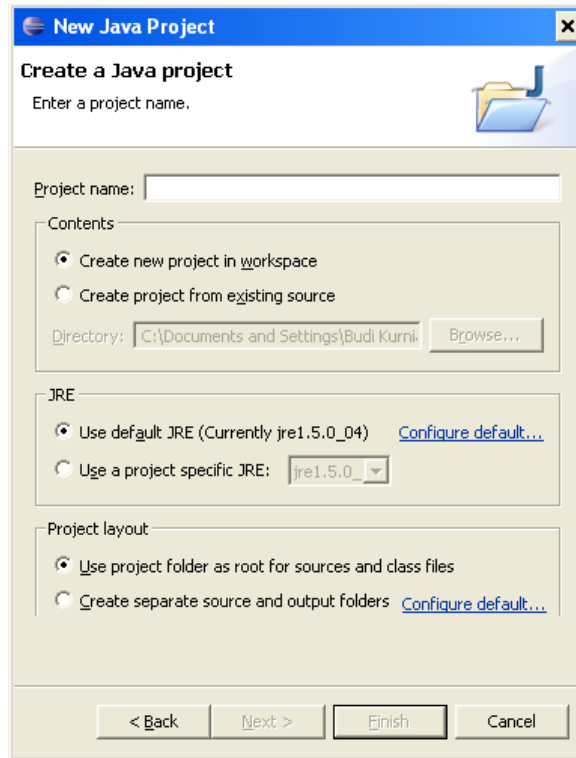 New Java Project
Create a Java project
Enter a project name.
Project name:
Contents
Create new project in workspace
Create project from existing source
Directory: C:\Documents and Settings\Budi Kurni Browse...
JRE
Use default JRE (Currently jre1.5.0_04) Configure default...
Use a project specific JRE: jre1.5.0_
Project layout
Use project folder as root for sources and class files
Create separate source and output folders Configure default...
< Back Next > Finish Cancel